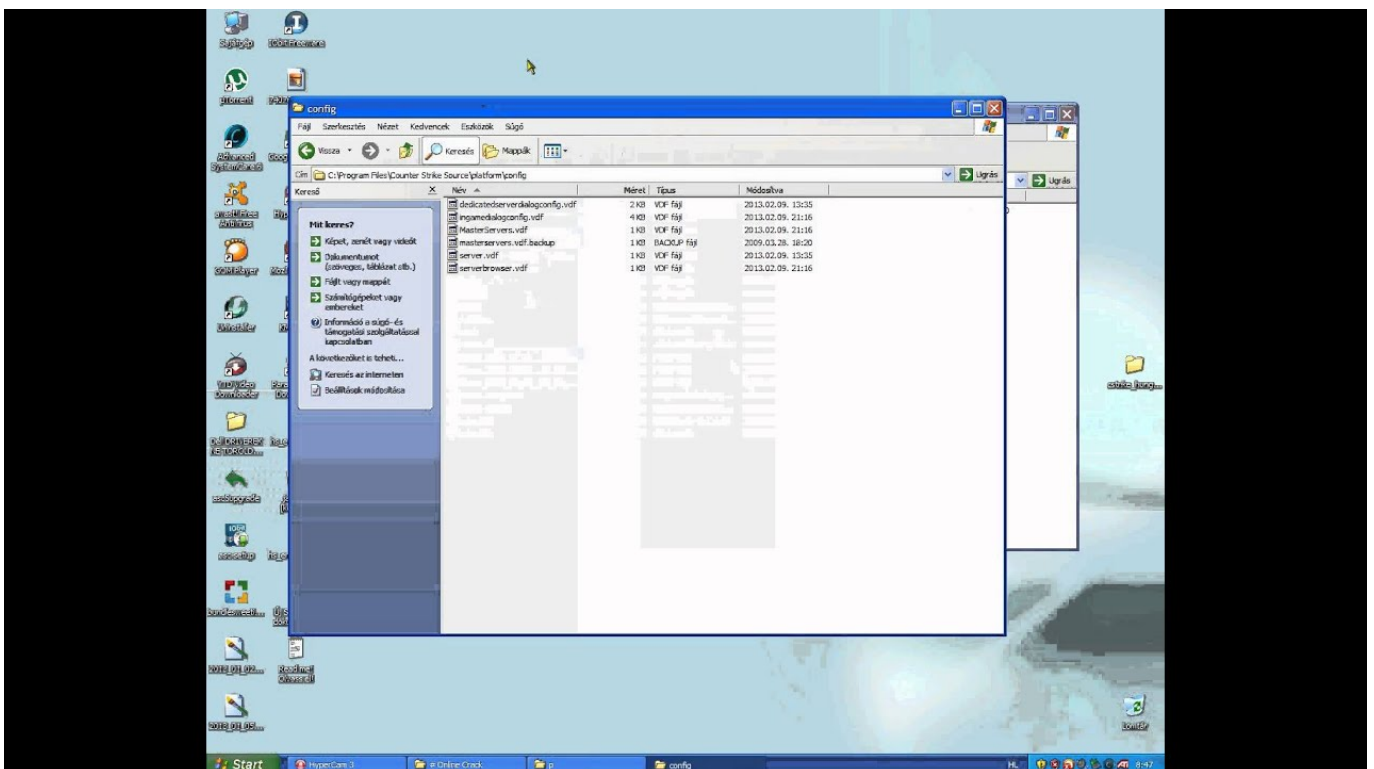 Sajátgép
config
Fájl Szerkesztés Nézet Kedvencek Eszközök Súgó
Vissza Keresés Mappák
Cím C:\Program Files\Counter Strike Source\platform\config Ugrás
Ugrás
Kereső X Név Méret Típus Módosítva
dedicatedserverdialogconfig.vdf 2 KB VDF fájl 2013.02.09. 13:35
ingamedialogconfig.vdf 4 KB VDF fájl 2013.02.09. 21:16
MasterServers.vdf 1 KB VDF fájl 2013.02.09. 21:16
masterservers.vdf.backup 1 KB BACKUP fájl 2009.03.28. 18:20
server.vdf 1 KB VDF fájl 2013.02.09. 13:35
serverbrowser.vdf 1 KB VDF fájl 2013.02.09. 21:16
Mit keres?
Képet, zenét vagy videót
Dokumentumot
(szöveges, táblázat stb.)
Fájlt vagy mappát
Számítógépeket vagy
embereket
Információ a súgó- és
támogatási szolgáltatással
kapcsolatban
A következőket is teheti...
Keresés az interneten
Beállítások módosítása
Advanced
Downloader
Lomtár
Start HyperCam 3 # Online Crack p config HU 8:47